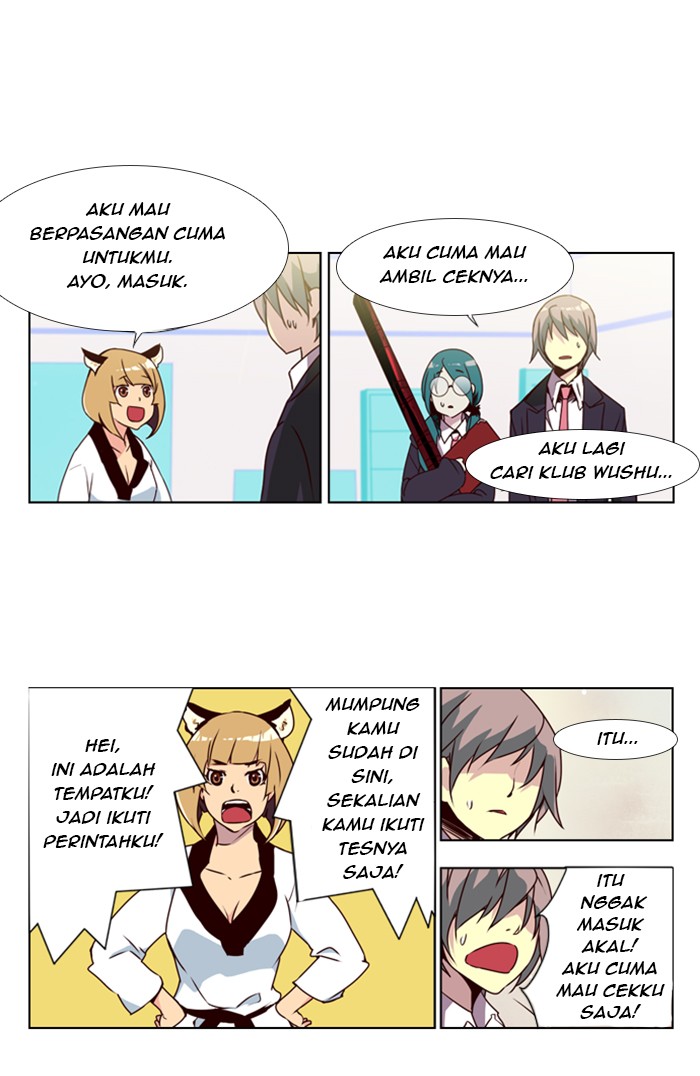 AKU MAU
BERPASANGAN CUMA
UNTUKMU.
AYO, MASUK.
AKU CUMA MAU
AMBIL CEKNYA...
AKU LAGI
CARI KLUB WUSHU...
HEI,
INI ADALAH
TEMPATKU!
JADI IKUTI
PERINTAHKU!
MUMPUNG
KAMU
SUDAH DI
SINI,
SEKALIAN
KAMU IKUTI
TESNYA
SAJA!
ITU...
ITU
NGGAK
MASUK
AKAL!
AKU CUMA
MAU CEKKU
SAJA!